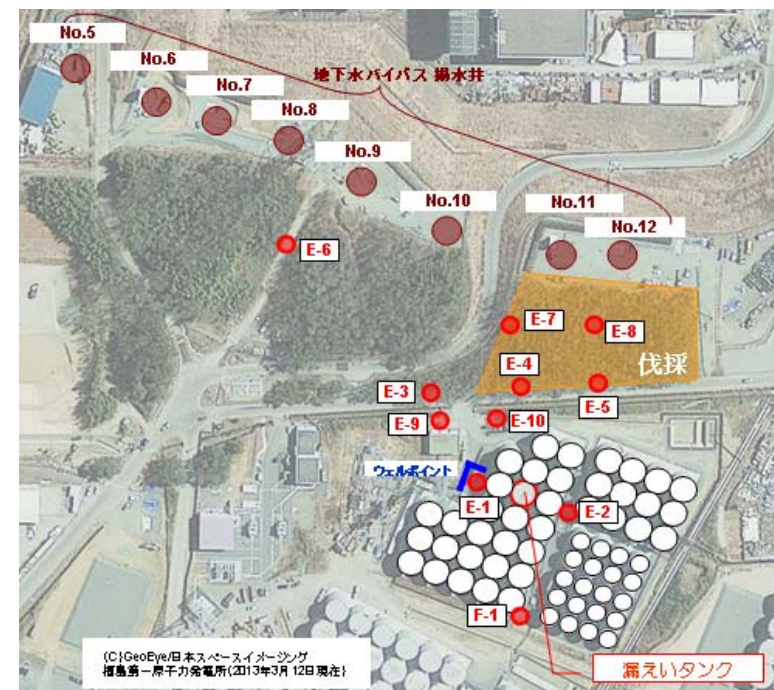 No.5
No.6
No.7
No.8
No.9
No.10
No.11
No.12
地下水バイパス 揚水井
E-6
E-7
E-8
伐採
E-4
E-5
E-3
E-9
E-10
ウェルポイント
E-1
E-2
F-1
(C)GeoEye/日本スペースイメージング
福島第一原子力発電所(2013年3月12日現在)
漏えいタンク